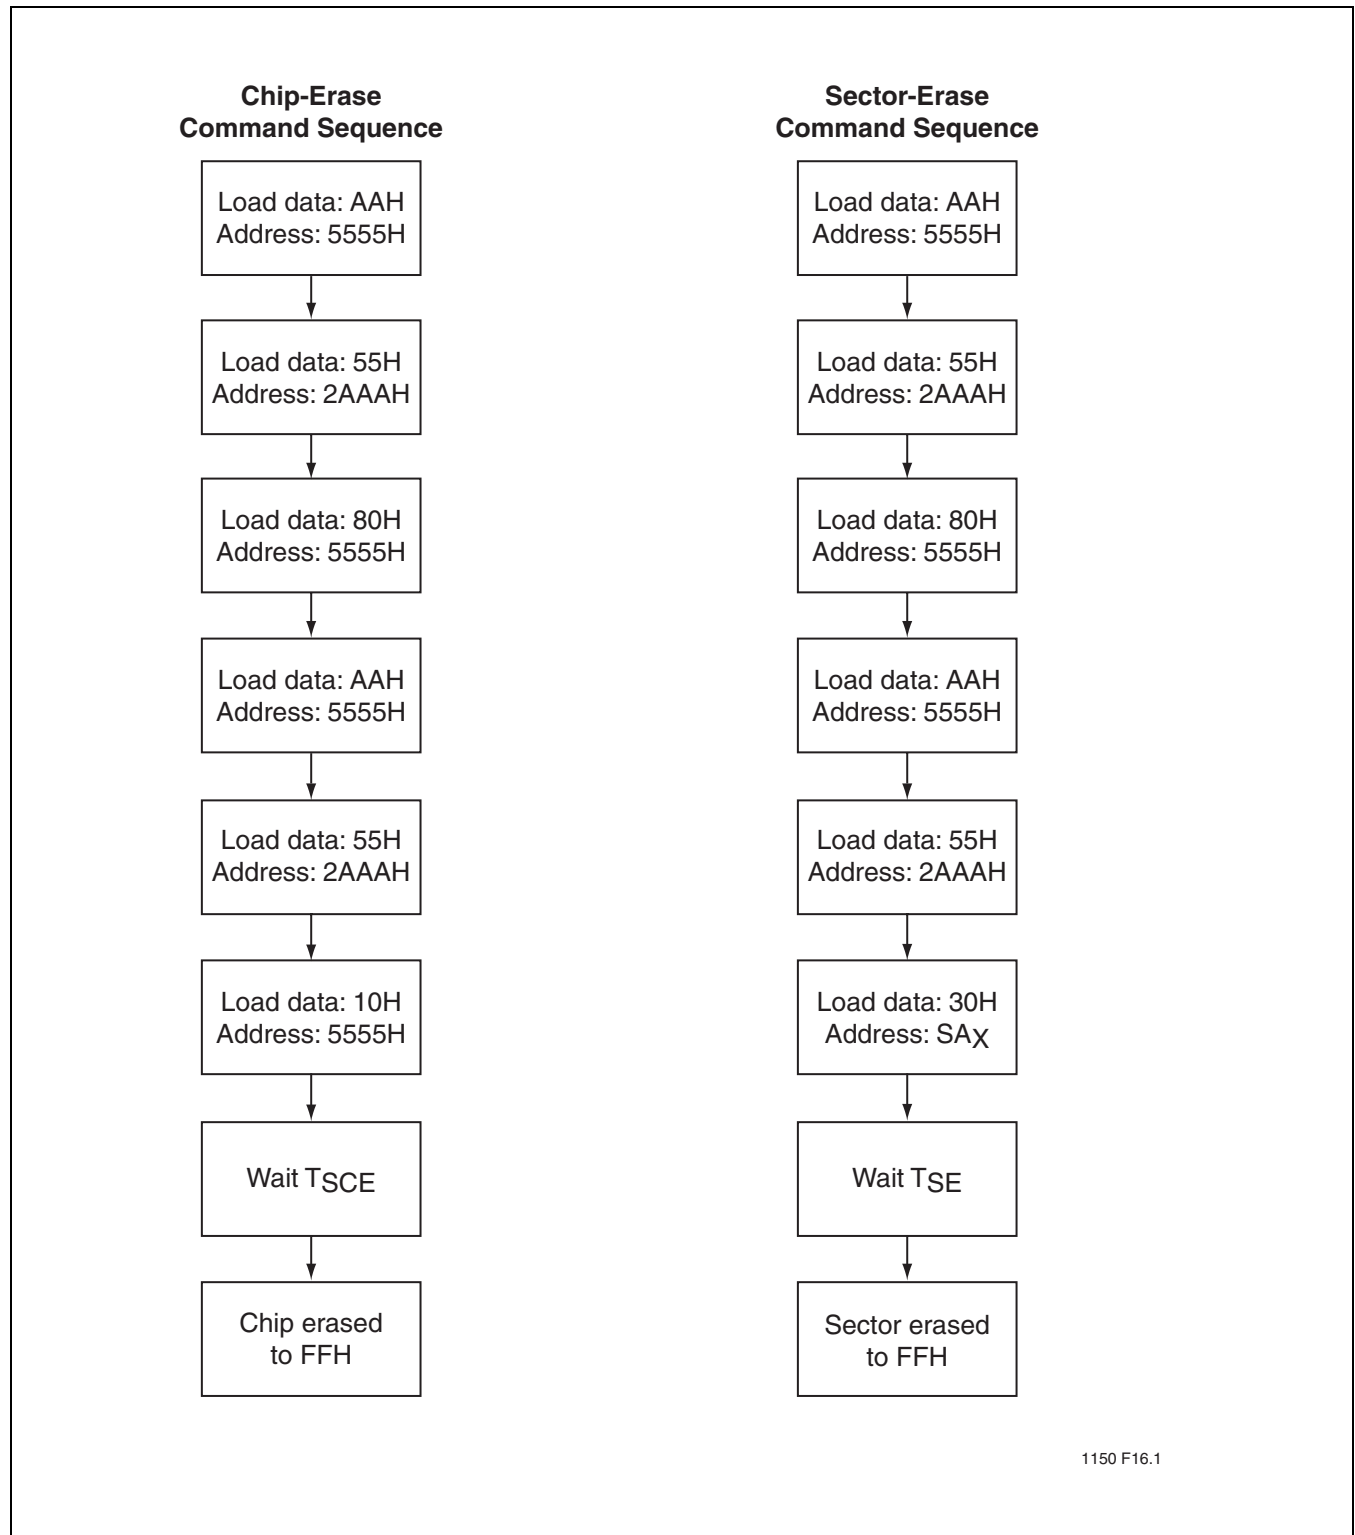 Chip-Erase
Command Sequence
Load data: AAH
Address: 5555H
Load data: 55H
Address: 2AAAH
Load data: 80H
Address: 5555H
Load data: AAH
Address: 5555H
Load data: 55H
Address: 2AAAH
Load data: 10H
Address: 5555H
Wait TSCE
Chip erased
to FFH
Sector-Erase
Command Sequence
Load data: AAH
Address: 5555H
Load data: 55H
Address: 2AAAH
Load data: 80H
Address: 5555H
Load data: AAH
Address: 5555H
Load data: 55H
Address: 2AAAH
Load data: 30H
Address: SAX
Wait TSE
Sector erased
to FFH
1150 F16.1